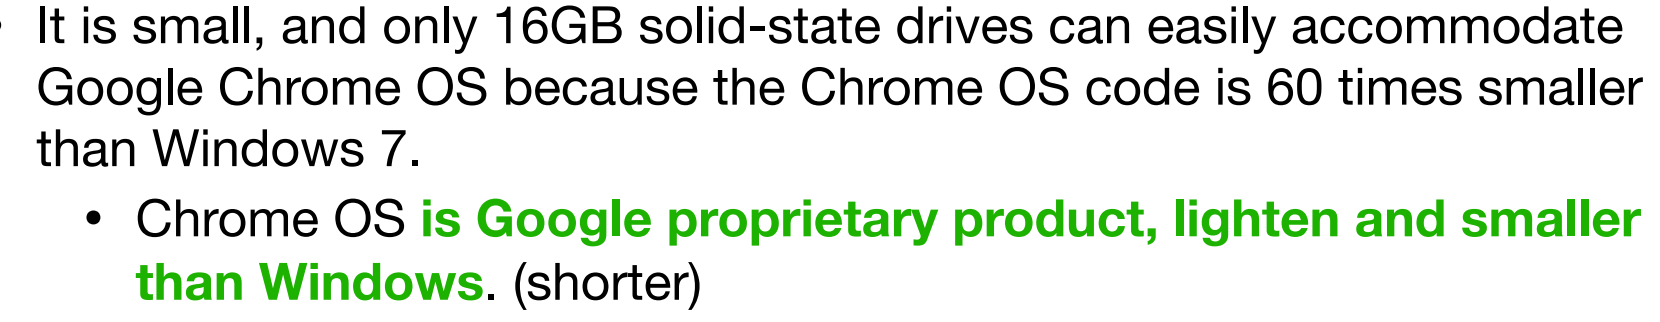 • It is small, and only 16GB solid-state drives can easily accommodate
Google Chrome OS because the Chrome OS code is 60 times smaller
than Windows 7.
• Chrome OS is Google proprietary product, lighten and smaller
than Windows. (shorter)